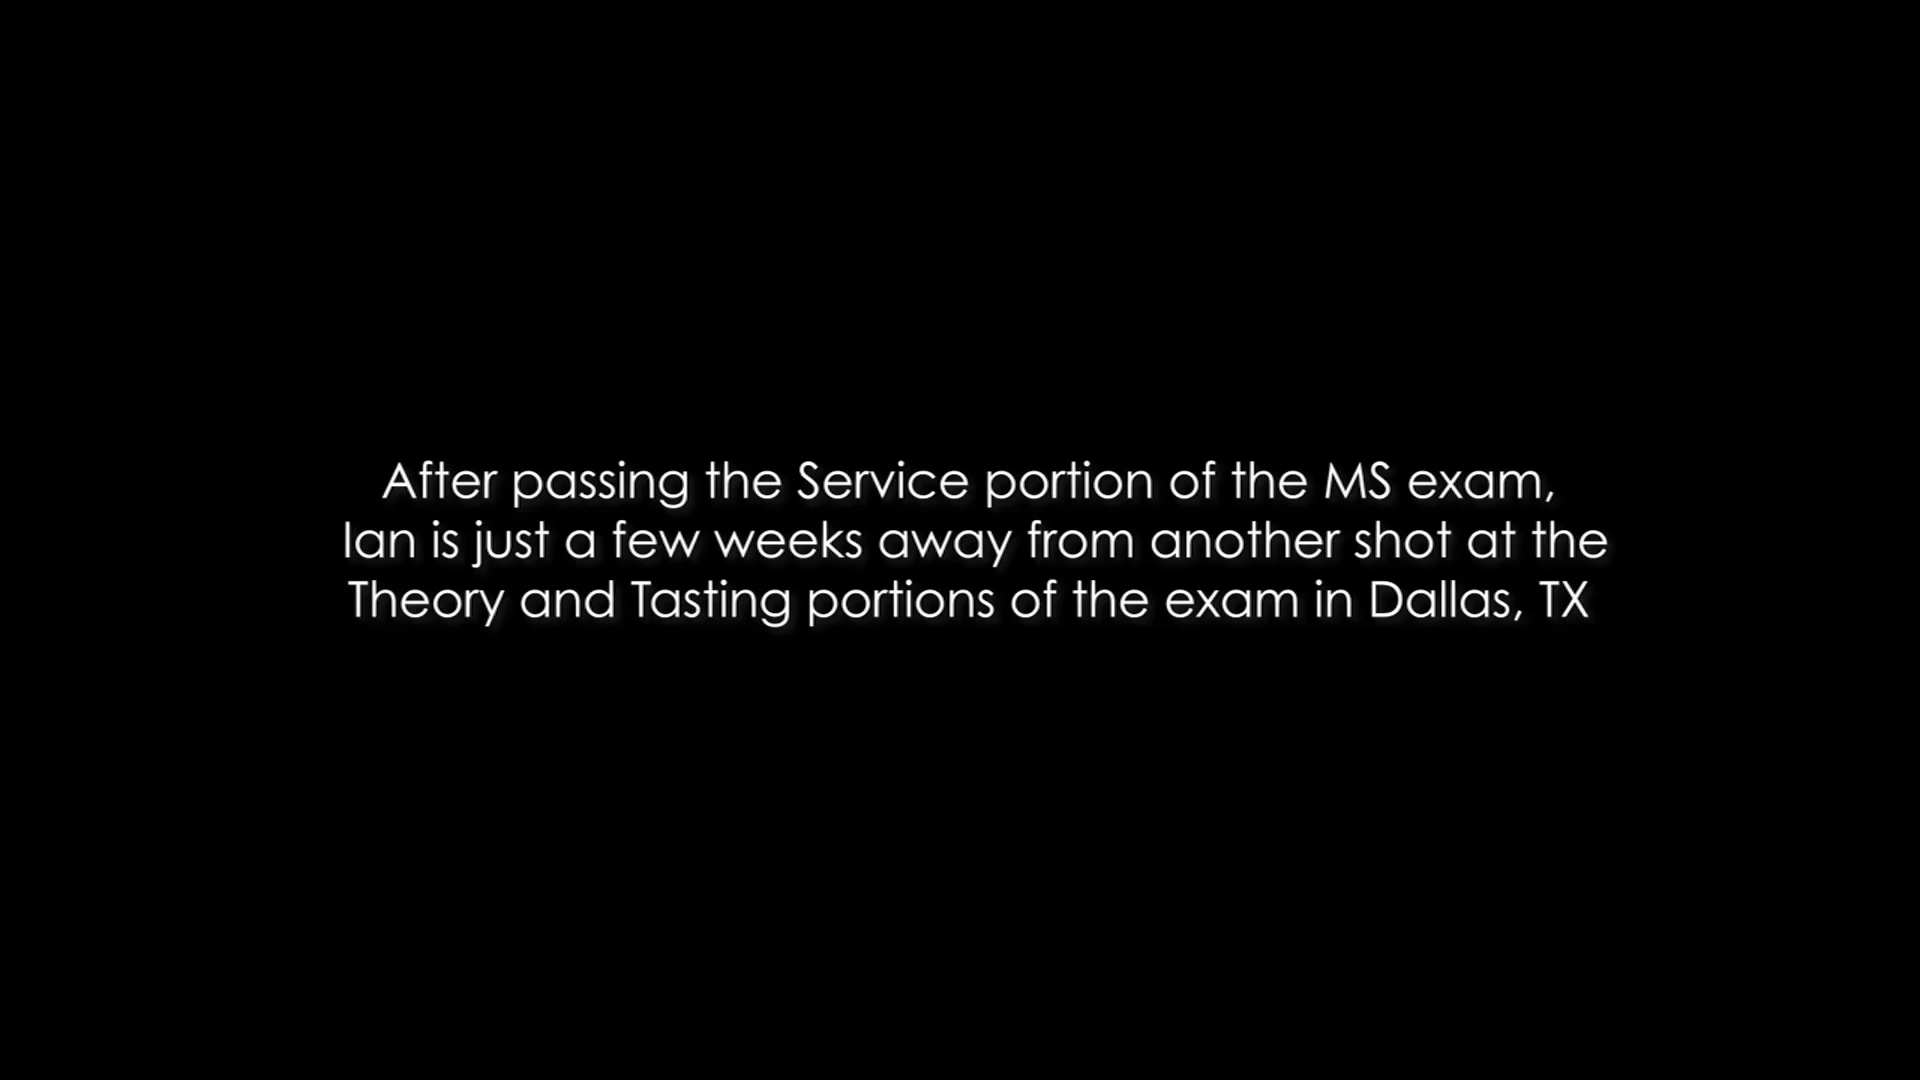 After passing the Service portion of the MS exam,
Ian is just a few weeks away from another shot at the
Theory and Tasting portions of the exam in Dallas, TX